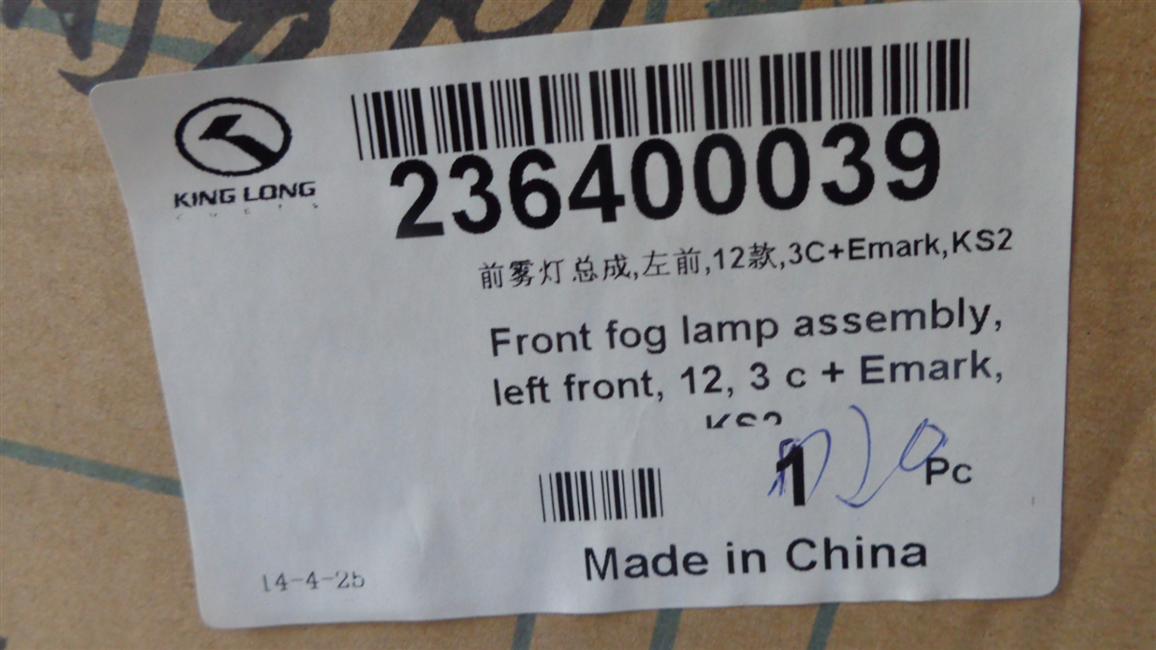 KING LONG
236400039
前雾灯总成,左前,12款,3C+Emark,KS2
Front fog lamp assembly,
left front, 12, 3 c + Emark,
KS2
1 Pc
Made in China
14-4-25